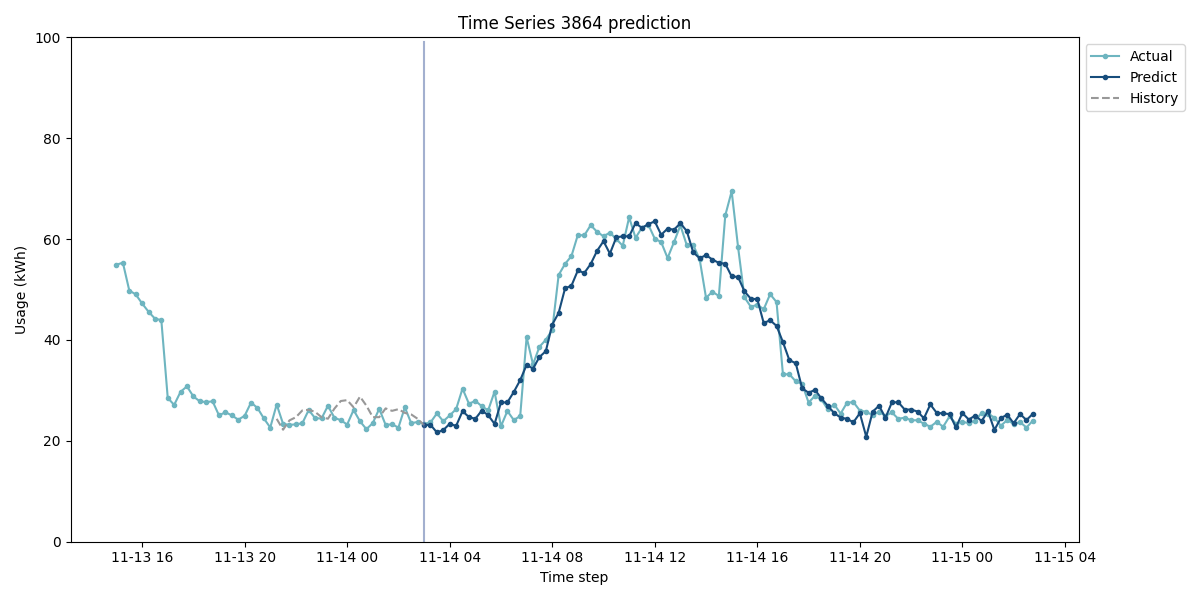 Time Series 3864 prediction
100
80
60
40
20
0
Usage (kWh)
11-13 16
11-13 20
11-14 00
11-14 04
11-14 08
11-14 12
11-14 16
11-14 20
11-15 00
11-15 04
Time step
Actual
Predict
History